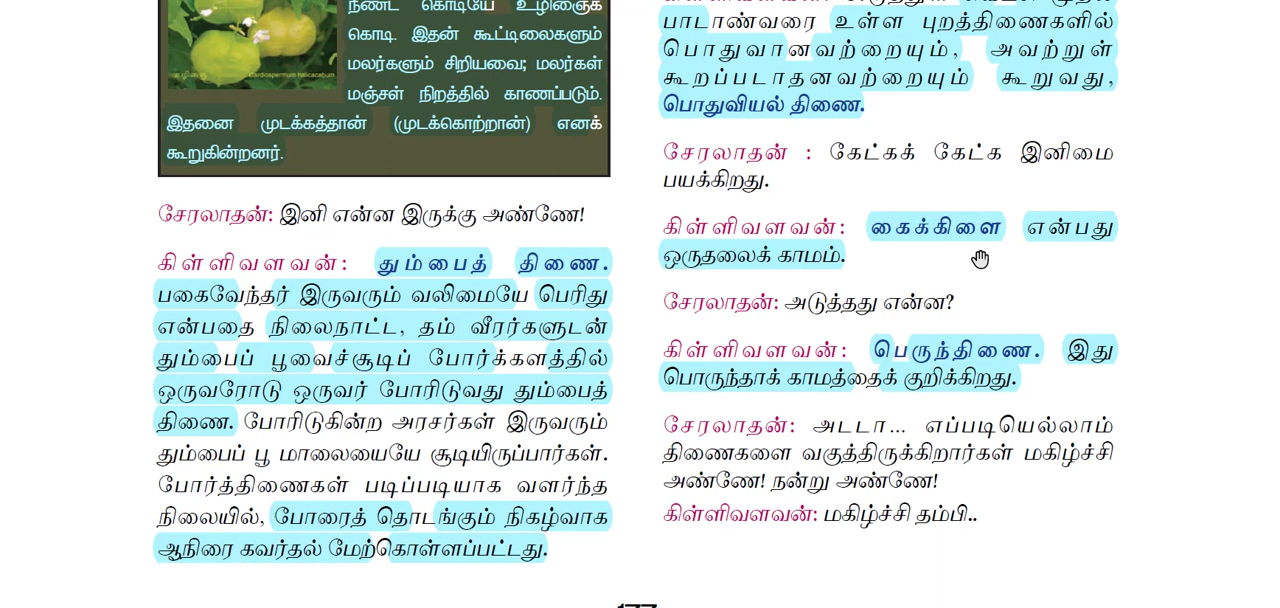 நீண்ட கொடியே உழிஞைக்
கொடி. இதன் கூட்டிலைகளும்
மலர்களும் சிறியவை; மலர்கள்
மஞ்சள் நிறத்தில் காணப்படும்.
இதனை முடக்கத்தான் (முடக்கொற்றான்) எனக்
கூறுகின்றனர்.
உழிஞை
Cardiospermum halicacabum
சேரலாதன்: இனி என்ன இருக்கு அண்ணே!
கிள்ளிவளவன்: தும்பைத் திணை.
பகைவேந்தர் இருவரும் வலிமையே பெரிது
என்பதை நிலைநாட்ட, தம் வீரர்களுடன்
தும்பைப் பூவைச்சூடிப் போர்க்களத்தில்
ஒருவரோடு ஒருவர் போரிடுவது தும்பைத்
திணை. போரிடுகின்ற அரசர்கள் இருவரும்
தும்பைப் பூ மாலையையே சூடியிருப்பார்கள்.
போர்த்திணைகள் படிப்படியாக வளர்ந்த
நிலையில், போரைத் தொடங்கும் நிகழ்வாக
ஆநிரை கவர்தல் மேற்கொள்ளப்பட்டது.
பாடாண்வரை உள்ள புறத்திணைகளில்
பொதுவானவற்றையும், அவற்றுள்
கூறப்படாதனவற்றையும் கூறுவது,
பொதுவியல் திணை.
சேரலாதன் : கேட்கக் கேட்க இனிமை
பயக்கிறது.
கிள்ளிவளவன்: கைக்கிளை என்பது
ஒருதலைக் காமம்.
சேரலாதன்: அடுத்தது என்ன?
கிள்ளிவளவன்: பெருந்திணை. இது
பொருந்தாக் காமத்தைக் குறிக்கிறது.
சேரலாதன்: அடடா... எப்படியெல்லாம்
திணைகளை வகுத்திருக்கிறார்கள் மகிழ்ச்சி
அண்ணே! நன்று அண்ணே!
கிள்ளிவளவன்: மகிழ்ச்சி தம்பி..
177